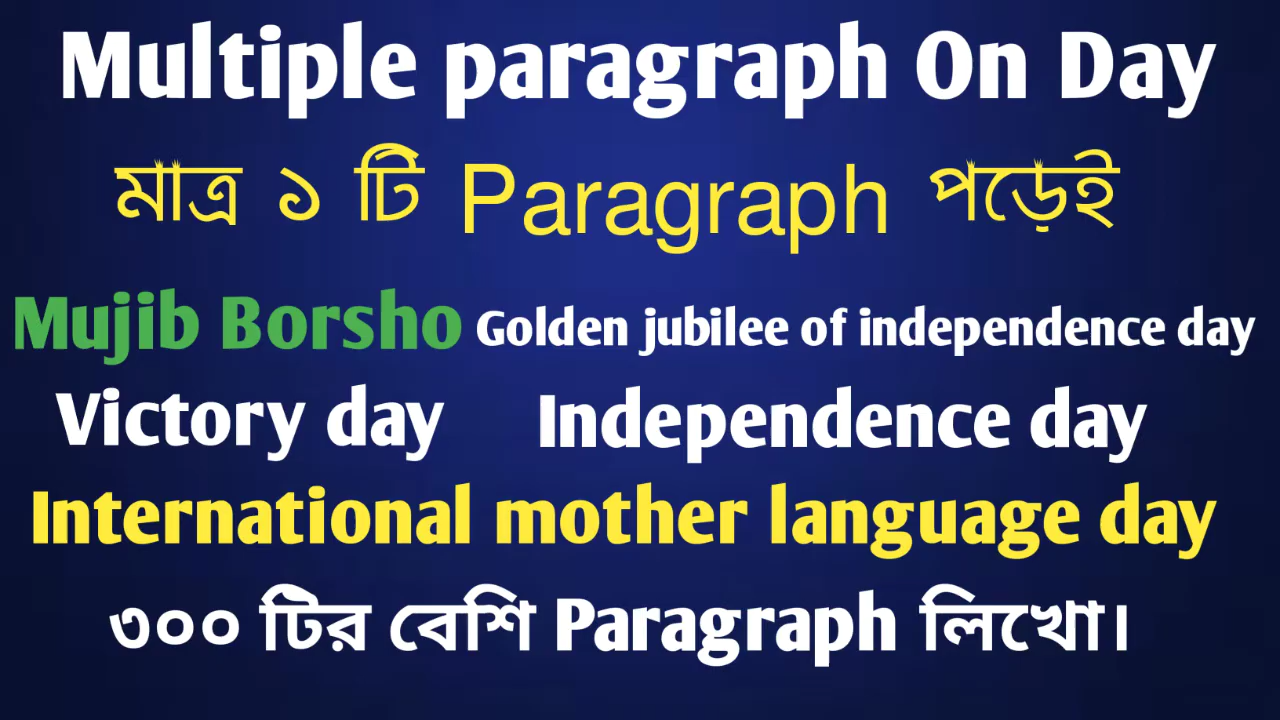 Multiple paragraph On Day
মাত্র ১ টি Paragraph পড়েই
Mujib Borsho Golden jubilee of independence day
Victory day Independence day
International mother language day
৩০০ টির বেশি Paragraph লিখো।